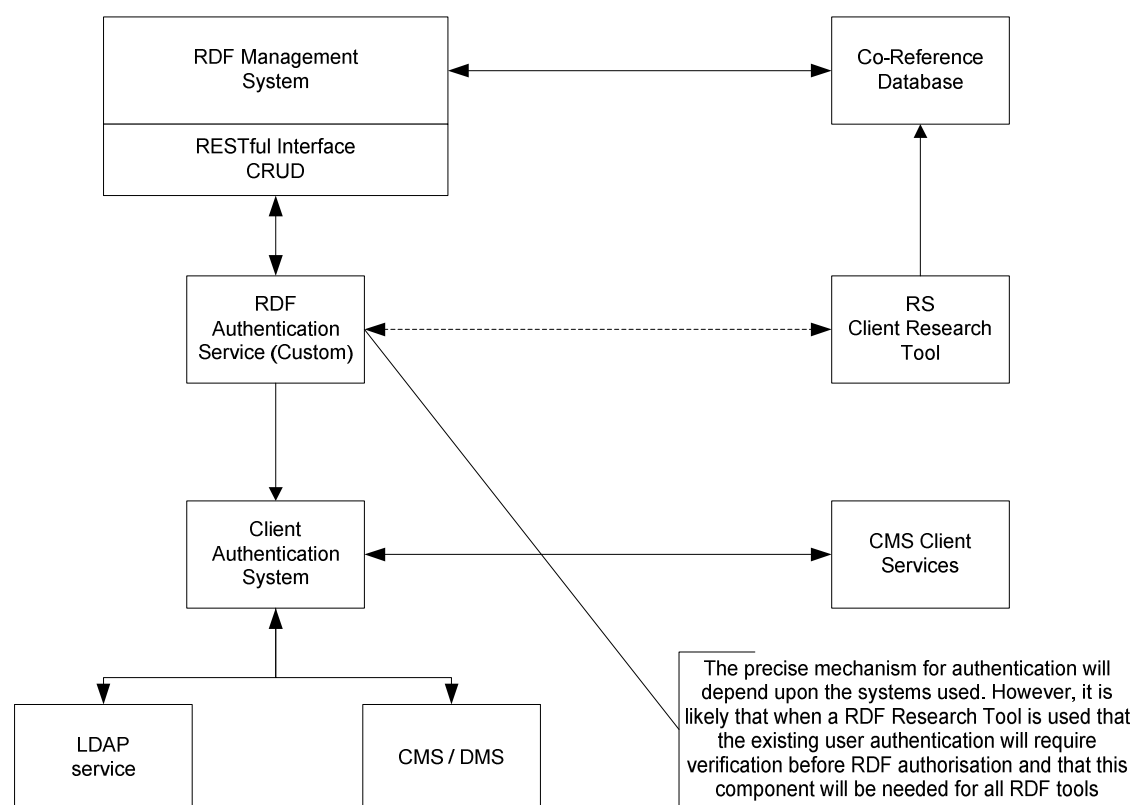 RDF Management
System
Co-Reference
Database
RESTful Interface
CRUD
RDF
Authentication
Service (Custom)
RS
Client Research
Tool
Client
Authentication
System
CMS Client
Services
LDAP
service
CMS / DMS
The precise mechanism for authentication will
depend upon the systems used. However, it is
likely that when a RDF Research Tool is used that
the existing user authentication will require
verification before RDF authorisation and that this
component will be needed for all RDF tools